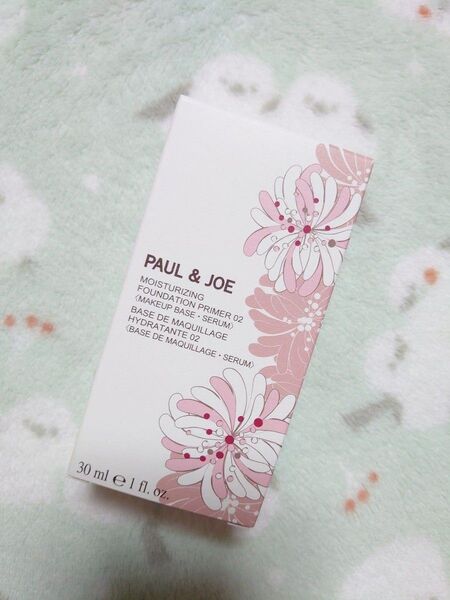 PAUL & JOE
MOISTURIZING
FOUNDATION PRIMER 02
〈MAKEUP BASE・SERUM〉
BASE DE MAQUILLAGE
HYDRATANTE 02
〈BASE DE MAQUILLAGE・SERUM〉
30 ml ℮ 1 fl. oz.